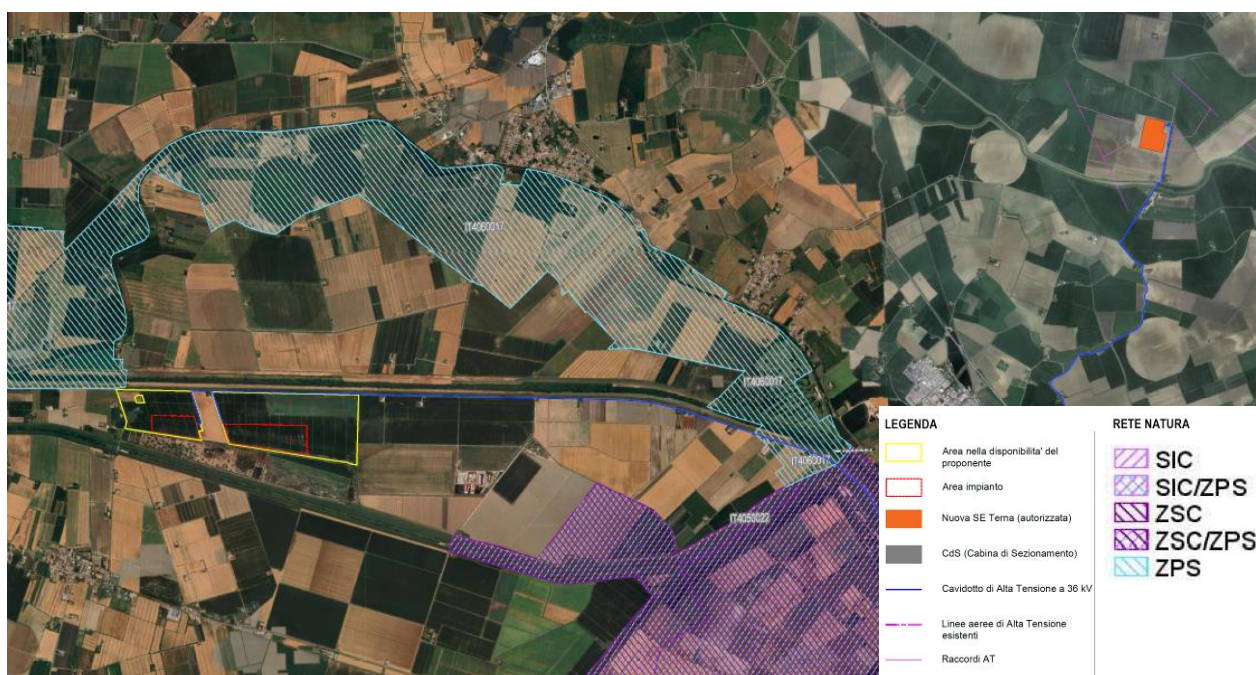 IT4060017
IT4060017
IT4060017
IT4050022
LEGENDA
Area nella disponibilita' del
proponente
Area impianto
Nuova SE Terna (autorizzata)
CdS (Cabina di Sezionamento)
Cavidotto di Alta Tensione a 36 kV
Linee aeree di Alta Tensione
esistenti
Raccordi AT
RETE NATURA
SIC
SIC/ZPS
ZSC
ZSC/ZPS
ZPS